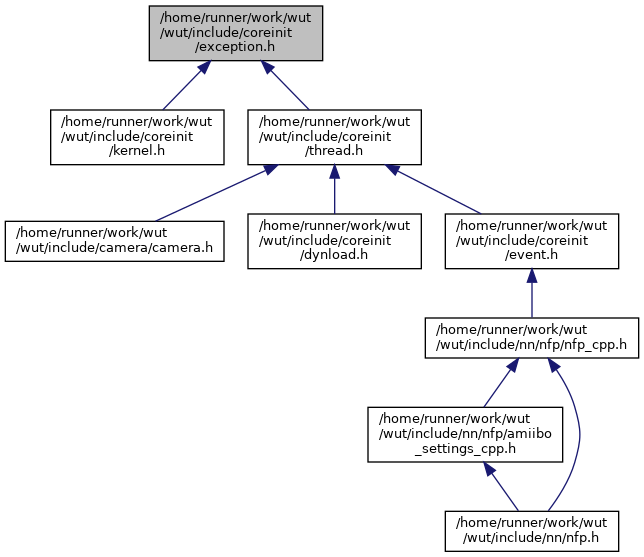 /home/runner/work/wut
/wut/include/coreinit
/exception.h
/home/runner/work/wut
/wut/include/coreinit
/kernel.h
/home/runner/work/wut
/wut/include/coreinit
/thread.h
/home/runner/work/wut
/wut/include/camera/camera.h
/home/runner/work/wut
/wut/include/coreinit
/dynload.h
/home/runner/work/wut
/wut/include/coreinit
/event.h
/home/runner/work/wut
/wut/include/nn/nfp/nfp_cpp.h
/home/runner/work/wut
/wut/include/nn/nfp/amiibo
_settings_cpp.h
/home/runner/work/wut
/wut/include/nn/nfp.h